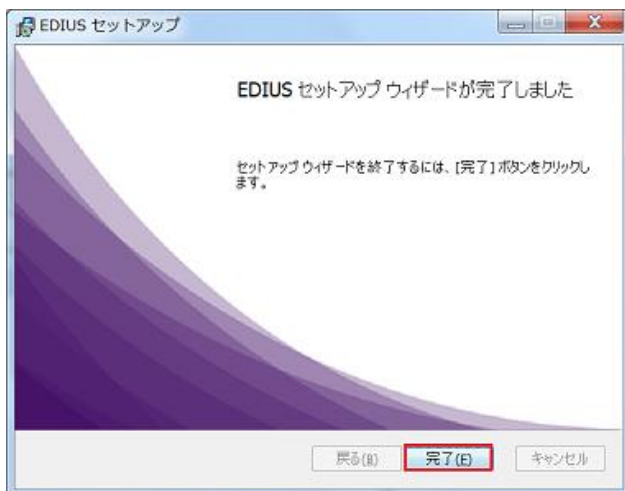 EDIUS セットアップ
EDIUS セットアップ ウィザードが完了しました
セットアップ ウィザードを終了するには、[完了] ボタンをクリックし
ます。
戻る(B) 完了(E) キャンセル